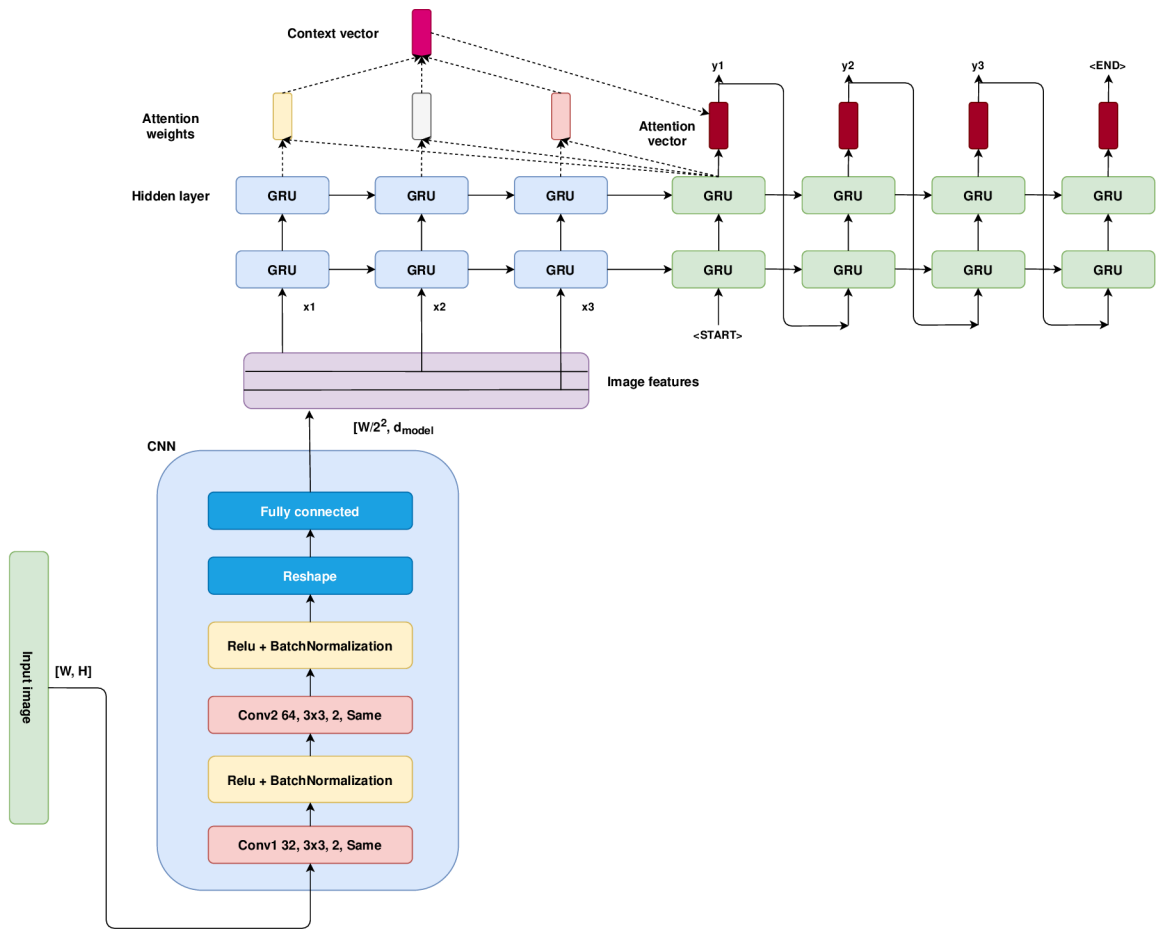 Context vector
y1
y2
y3
<END>
Attention
weights
Attention
vector
Hidden layer
GRU
GRU
GRU
GRU
GRU
GRU
GRU
GRU
GRU
GRU
GRU
GRU
GRU
GRU
x1
x2
x3
<START>
Image features
[W/2², d_model
CNN
Fully connected
Reshape
Relu + BatchNormalization
Conv2 64, 3x3, 2, Same
Relu + BatchNormalization
Conv1 32, 3x3, 2, Same
Input image
[W, H]